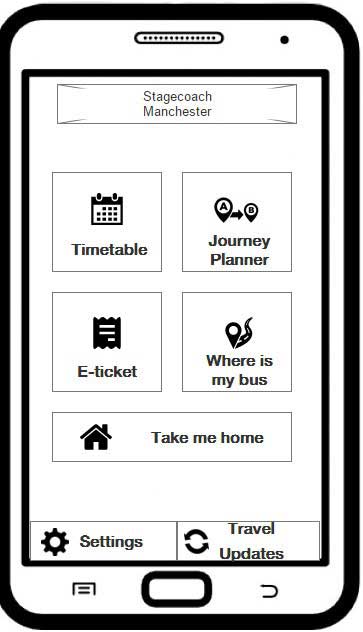 Stagecoach
Manchester
Timetable
A B
Journey
Planner
E-ticket
Where is
my bus
Take me home
Settings
Travel
Updates